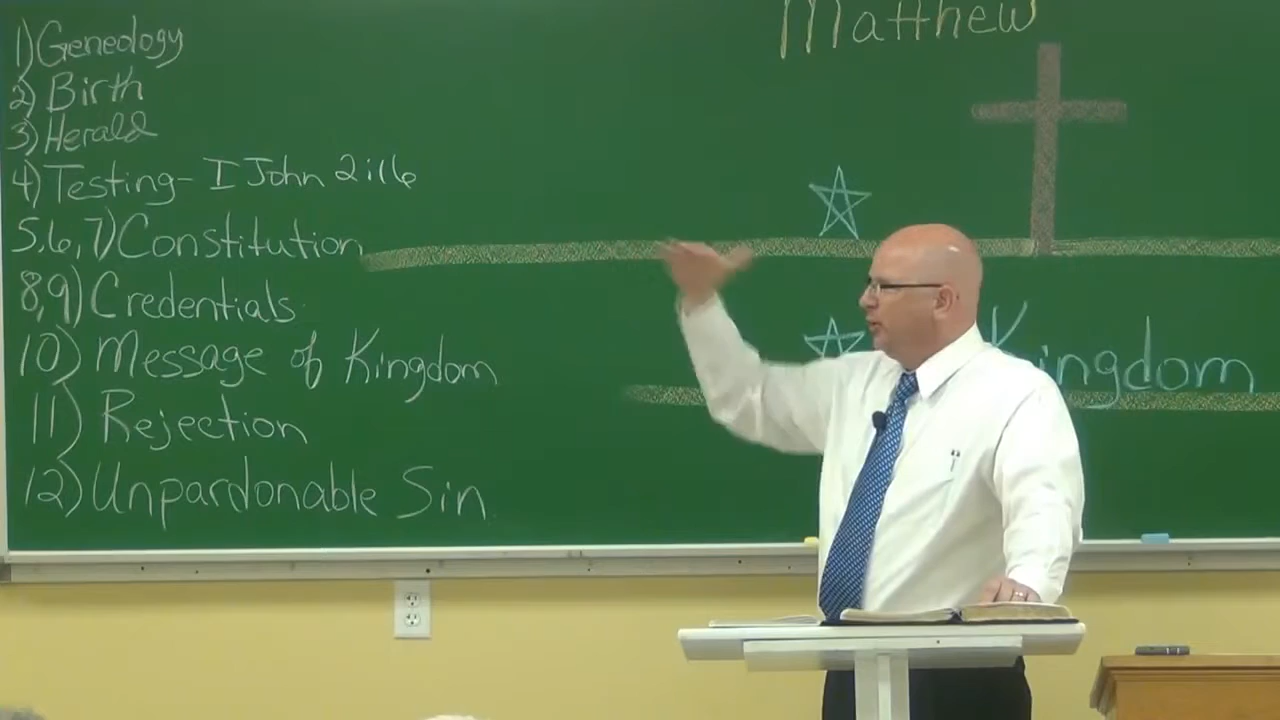 Matthew
1) Geneology
2) Birth
3) Herald
4) Testing - I John 2:16
5,6,7) Constitution
8,9) Credentials
10) Message of Kingdom
11) Rejection
12) Unpardonable Sin
Kingdom